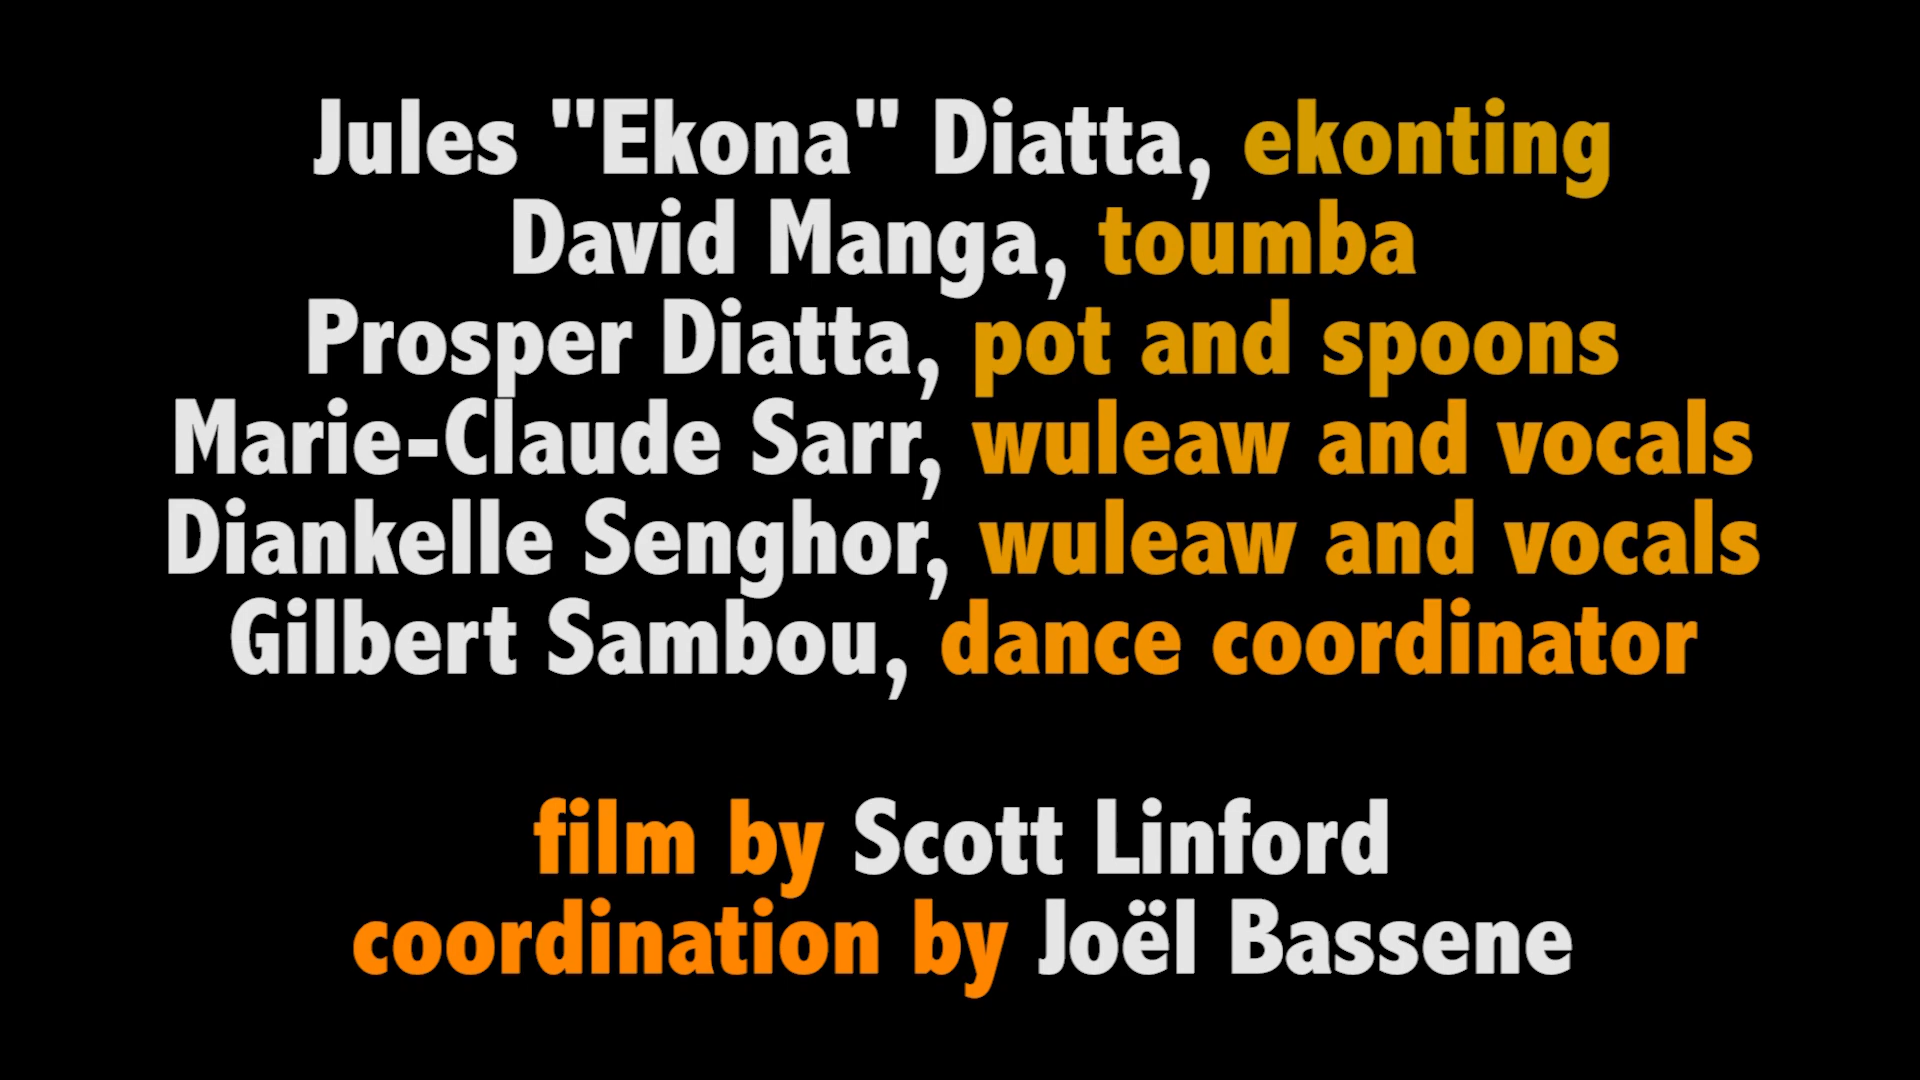 Jules "Ekona" Diatta, ekonting
David Manga, toumba
Prosper Diatta, pot and spoons
Marie-Claude Sarr, wuleaw and vocals
Diankelle Senghor, wuleaw and vocals
Gilbert Sambou, dance coordinator
film by Scott Linford
coordination by Joël Bassene